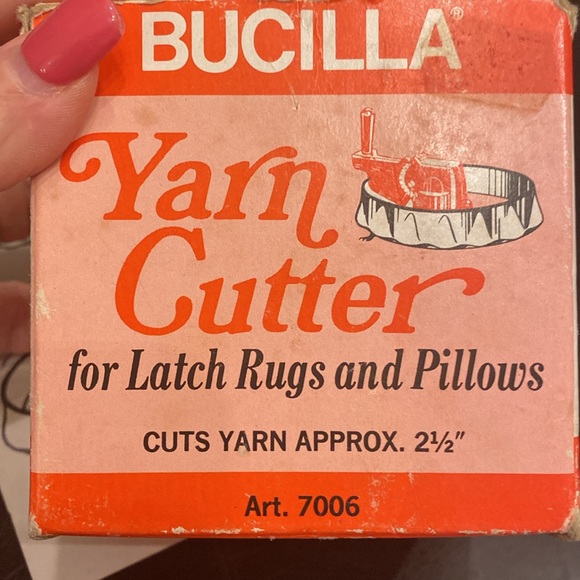 BUCILLA®
Yarn
Cutter
for Latch Rugs and Pillows
CUTS YARN APPROX. 2½"
Art. 7006